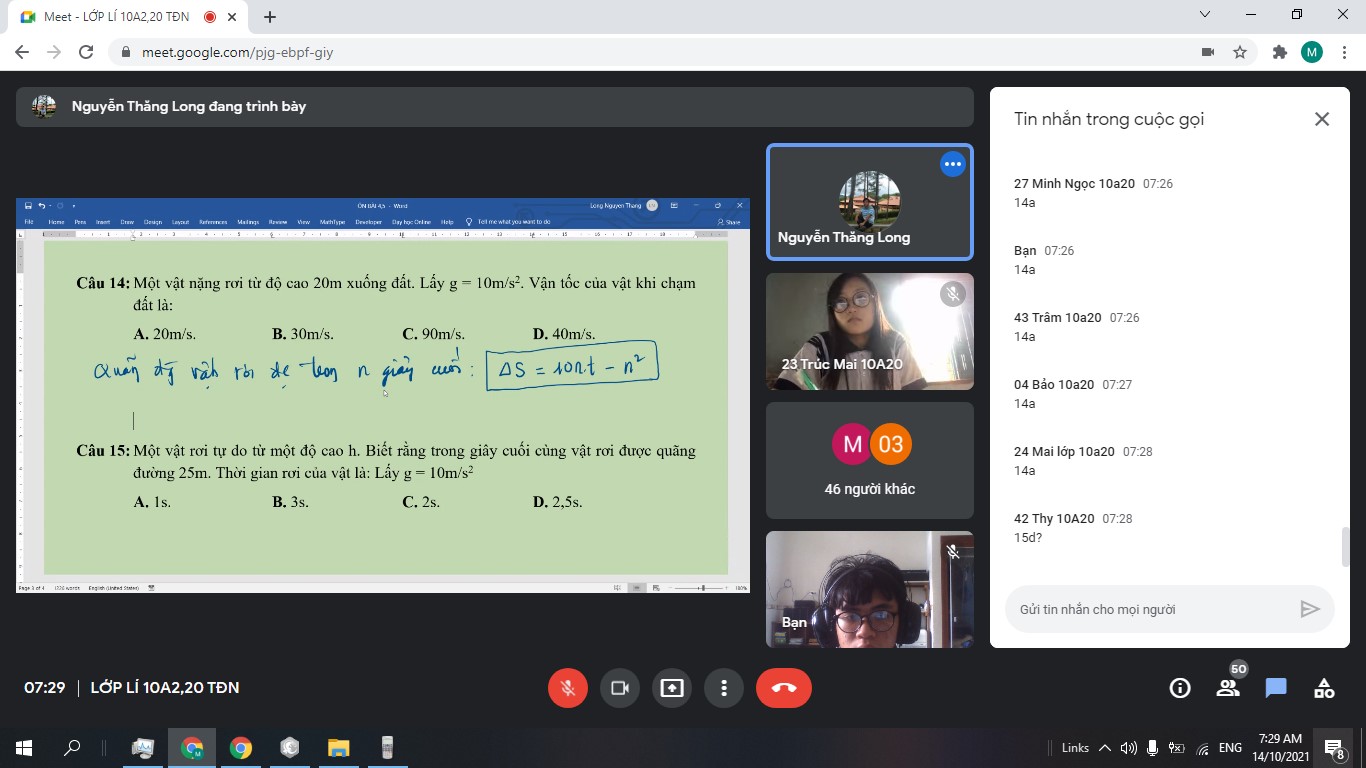 Meet - LỚP LÍ 10A2,20 TĐN
meet.google.com/pjg-ebpf-giy
M
Nguyễn Thăng Long đang trình bày
ÔN BÀI 4,5 - Word
Long Nguyen Thang
File Home Pens Insert Draw Design Layout References Mailings Review View MathType Developer Dạy học Online Help Tell me what you want to do
Share
Câu 14: Một vật nặng rơi từ độ cao 20m xuống đất. Lấy g = 10m/s². Vận tốc của vật khi chạm
đất là:
A. 20m/s. B. 30m/s. C. 90m/s. D. 40m/s.
Quãng đg vật rơi đc trong n giây cuối: ΔS = 10n.t - n²
Câu 15: Một vật rơi tự do từ một độ cao h. Biết rằng trong giây cuối cùng vật rơi được quãng
đường 25m. Thời gian rơi của vật là: Lấy g = 10m/s²
A. 1s. B. 3s. C. 2s. D. 2,5s.
English (United States)
100%
Nguyễn Thăng Long
23 Trúc Mai 10A20
M 03
46 người khác
Bạn
Tin nhắn trong cuộc gọi
27 Minh Ngọc 10a20 07:26
14a
Bạn 07:26
14a
43 Trâm 10a20 07:26
14a
04 Bảo 10a20 07:27
14a
24 Mai lớp 10a20 07:28
14a
42 Thy 10A20 07:28
15d?
Gửi tin nhắn cho mọi người
07:29 | LỚP LÍ 10A2,20 TĐN
50
Links
ENG
7:29 AM
14/10/2021
8